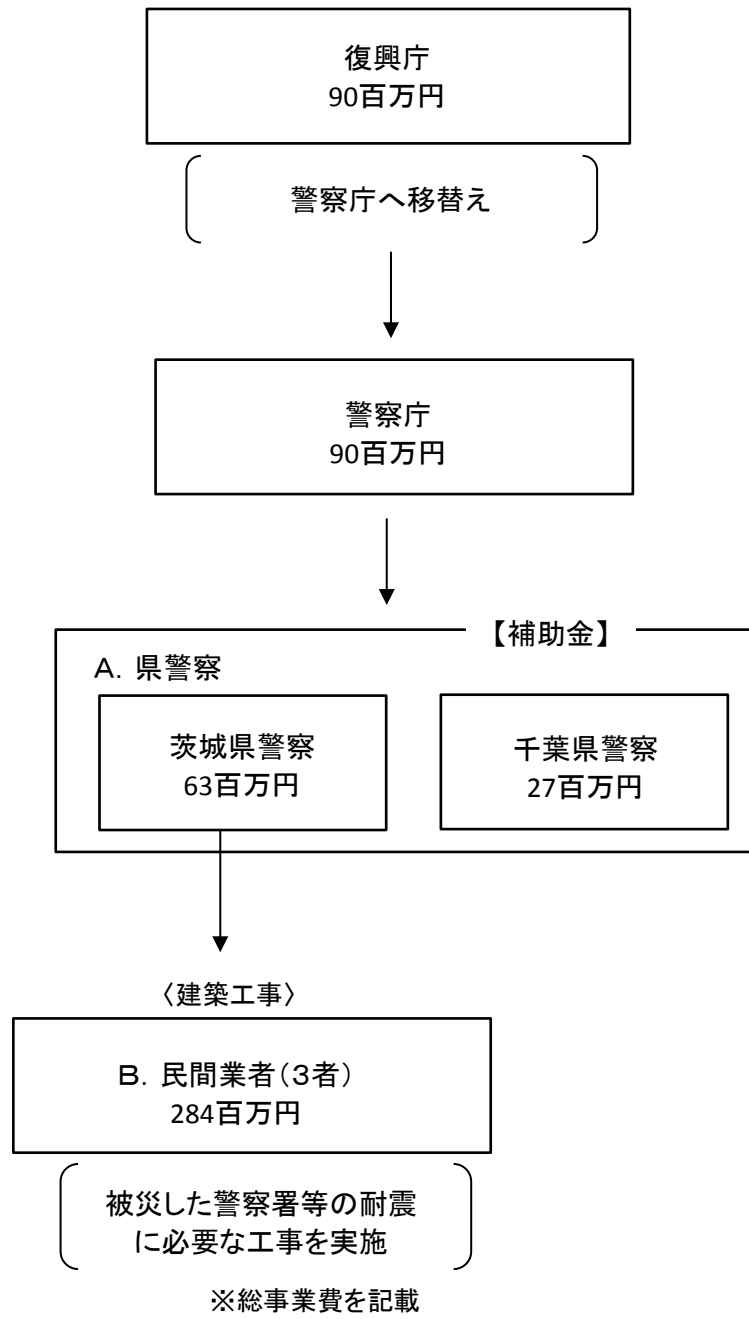 復興庁
90百万円
警察庁へ移替え
警察庁
90百万円
【補助金】
A．県警察
茨城県警察
63百万円
千葉県警察
27百万円
〈建築工事〉
B．民間業者（３者）
284百万円
被災した警察署等の耐震
に必要な工事を実施
※総事業費を記載